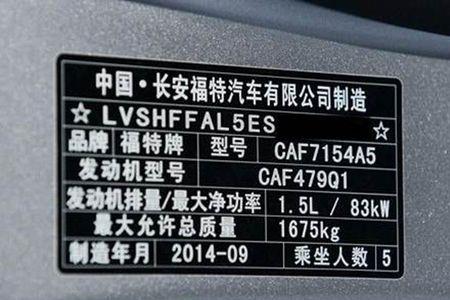 中国·长安福特汽车有限公司制造
☆LVSHFFAL5ES ☆
品牌 福特牌 型号 CAF7154A5
发动机型号 CAF479Q1
发动机排量/最大净功率 1.5L / 83kW
最大允许总质量 1675kg
制造年月 2014-09 乘坐人数 5